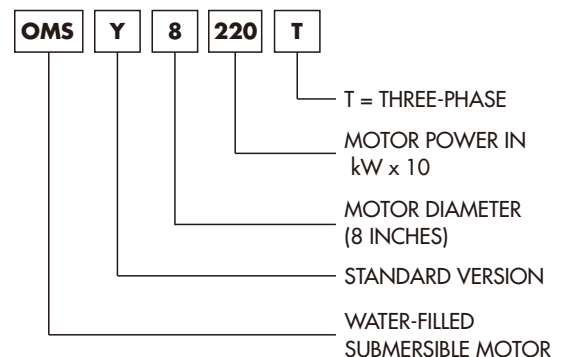 OMS Y 8 220 T
T = THREE-PHASE
MOTOR POWER IN
kW x 10
MOTOR DIAMETER
(8 INCHES)
STANDARD VERSION
WATER-FILLED
SUBMERSIBLE MOTOR